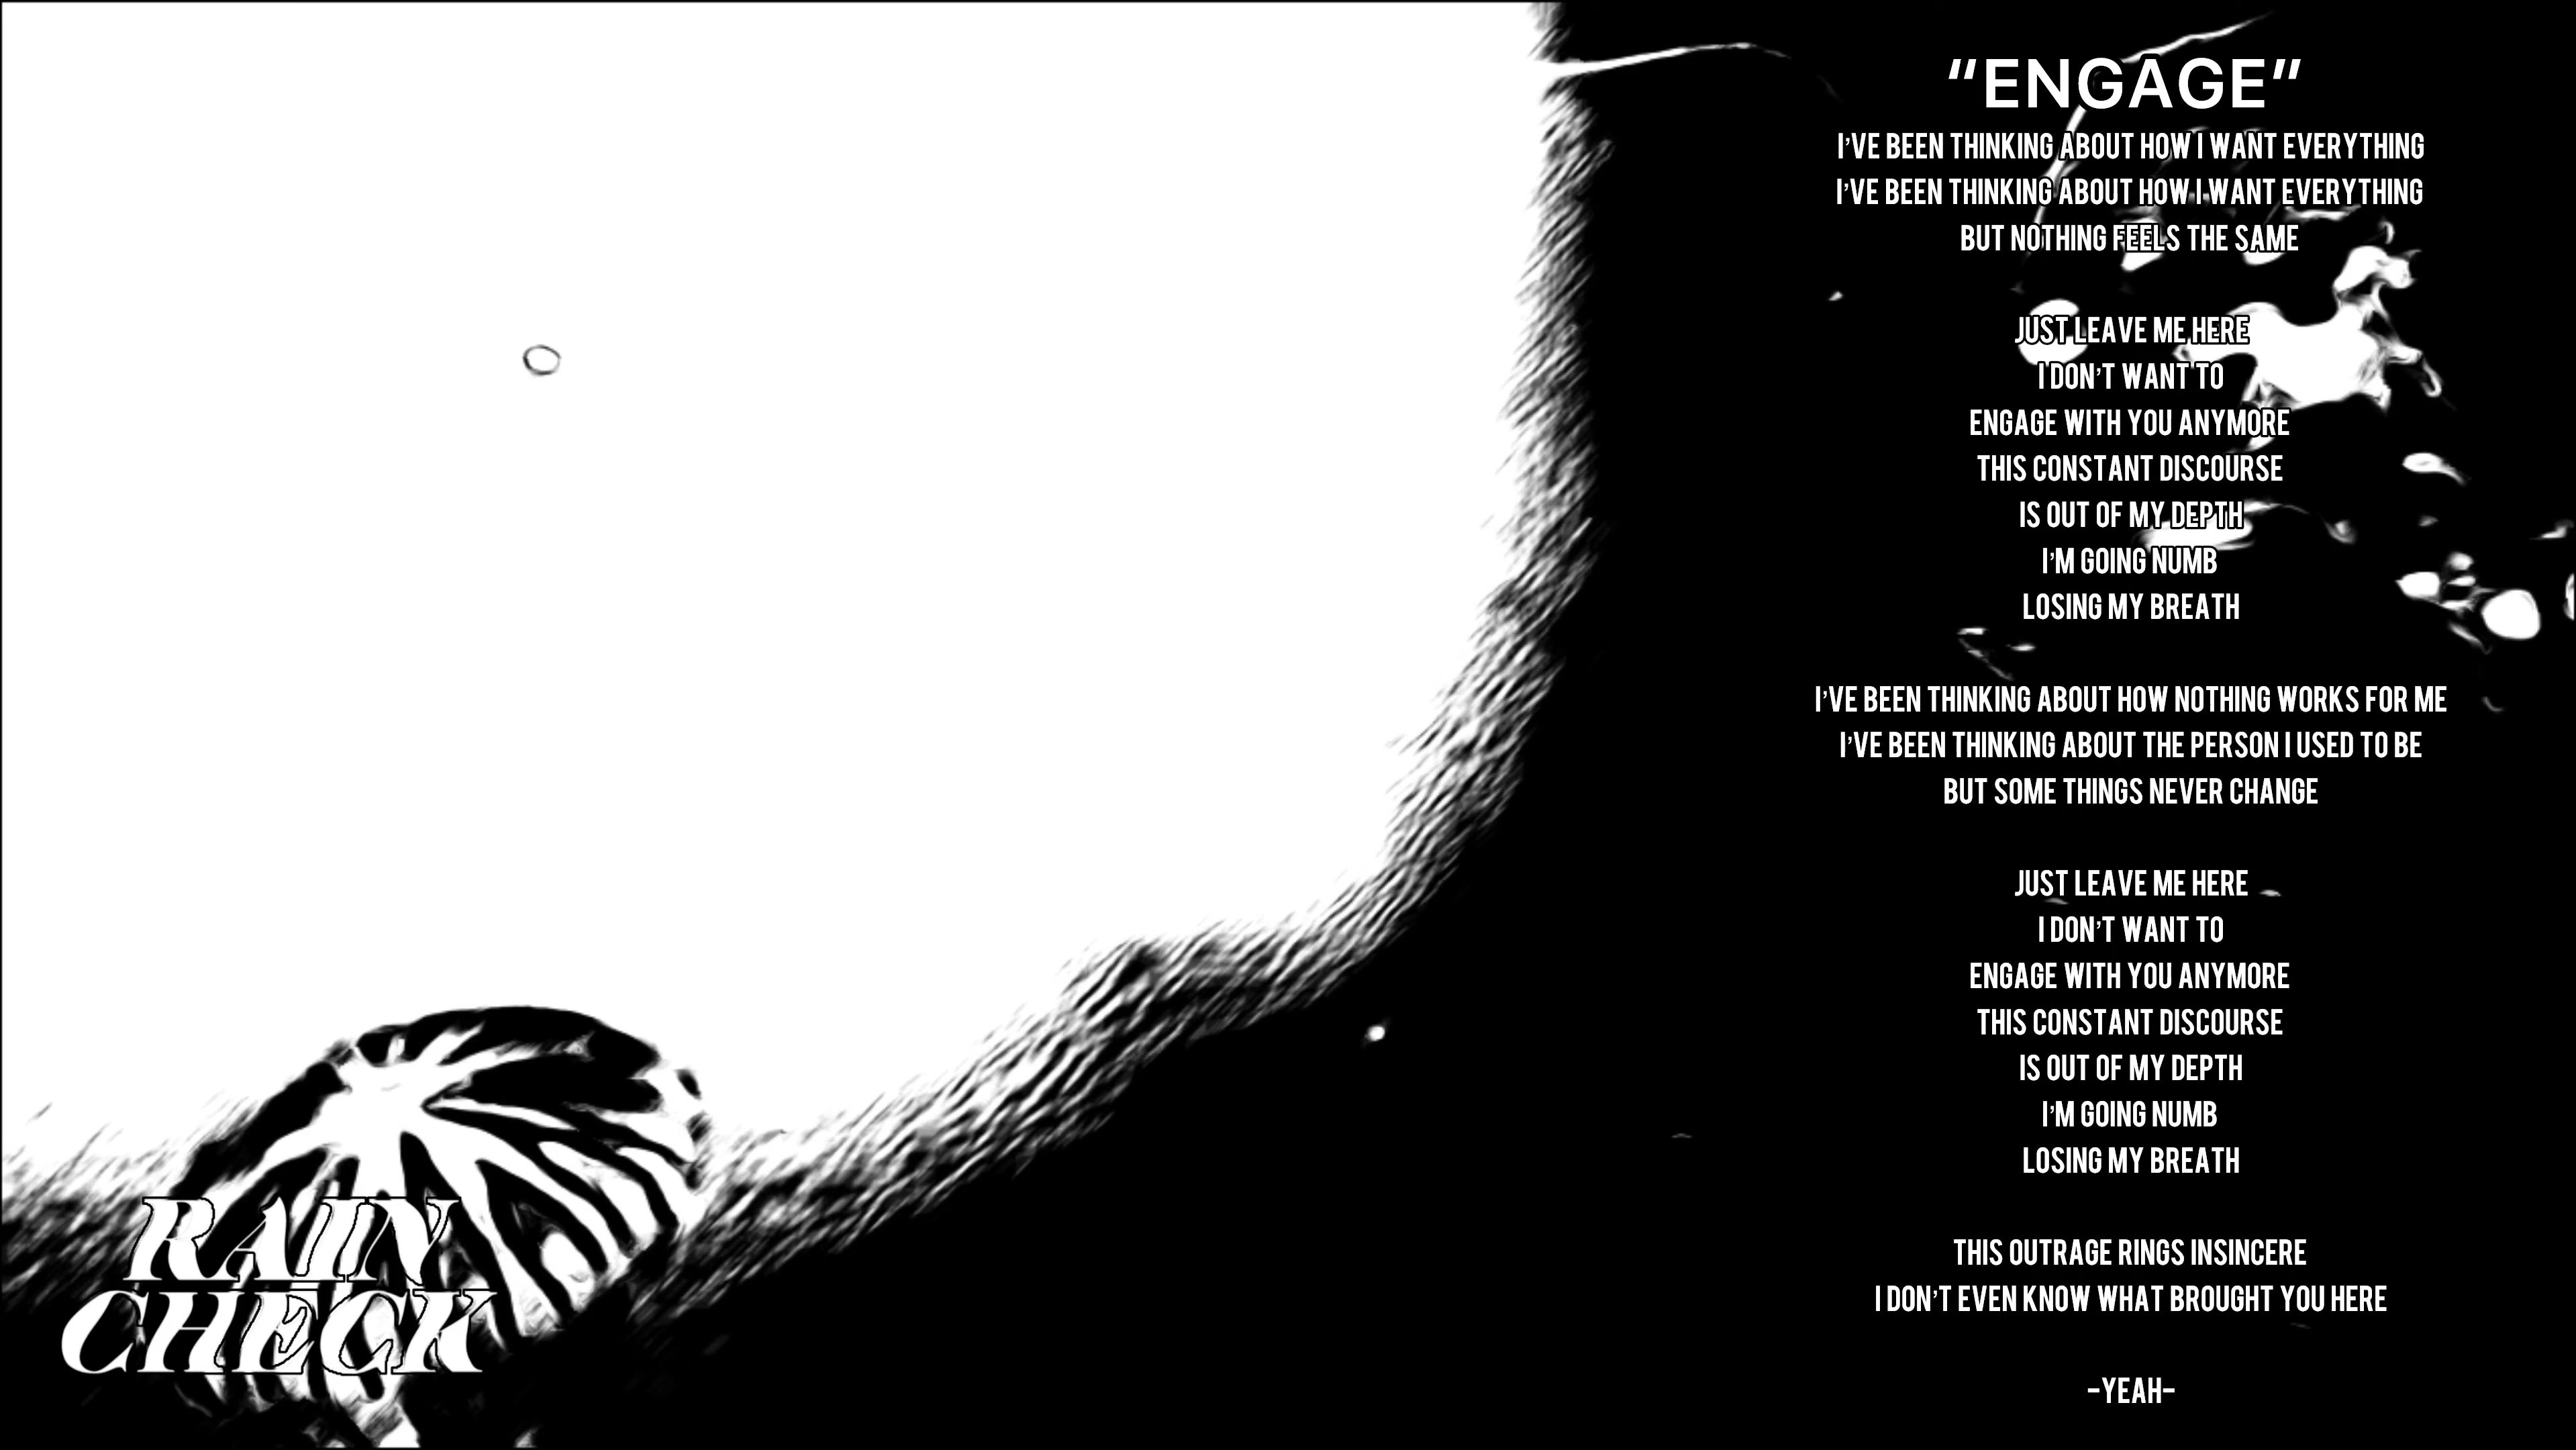 “ENGAGE”
I’VE BEEN THINKING ABOUT HOW I WANT EVERYTHING
I’VE BEEN THINKING ABOUT HOW I WANT EVERYTHING
BUT NOTHING FEELS THE SAME
JUST LEAVE ME HERE
I DON’T WANT TO
ENGAGE WITH YOU ANYMORE
THIS CONSTANT DISCOURSE
IS OUT OF MY DEPTH
I’M GOING NUMB
LOSING MY BREATH
I’VE BEEN THINKING ABOUT HOW NOTHING WORKS FOR ME
I’VE BEEN THINKING ABOUT THE PERSON I USED TO BE
BUT SOME THINGS NEVER CHANGE
JUST LEAVE ME HERE
I DON’T WANT TO
ENGAGE WITH YOU ANYMORE
THIS CONSTANT DISCOURSE
IS OUT OF MY DEPTH
I’M GOING NUMB
LOSING MY BREATH
THIS OUTRAGE RINGS INSINCERE
I DON’T EVEN KNOW WHAT BROUGHT YOU HERE
-YEAH-
RAIN
CHECK